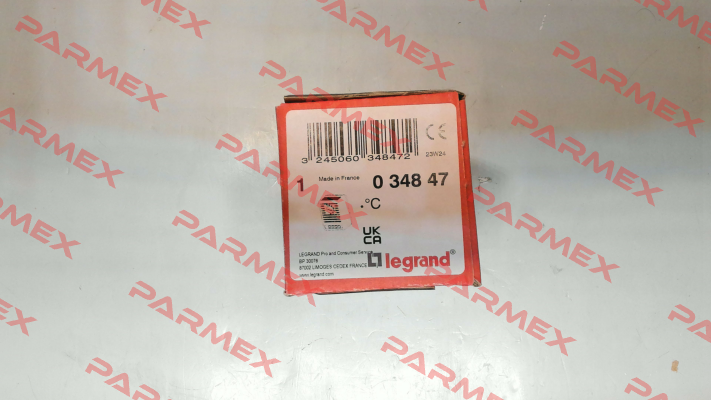 PARMEX
PARMEX
PARMEX
PARMEX
PARMEX
PARMEX
PARMEX
PARMEX
PARMEX
3 245060 348472
CE
23W24
1 Made in France 0 348 47
°C
UK
CA
LEGRAND Pro and Consumer Service
BP 30076
87002 LIMOGES CEDEX FRANCE
www.legrand.com
legrand®